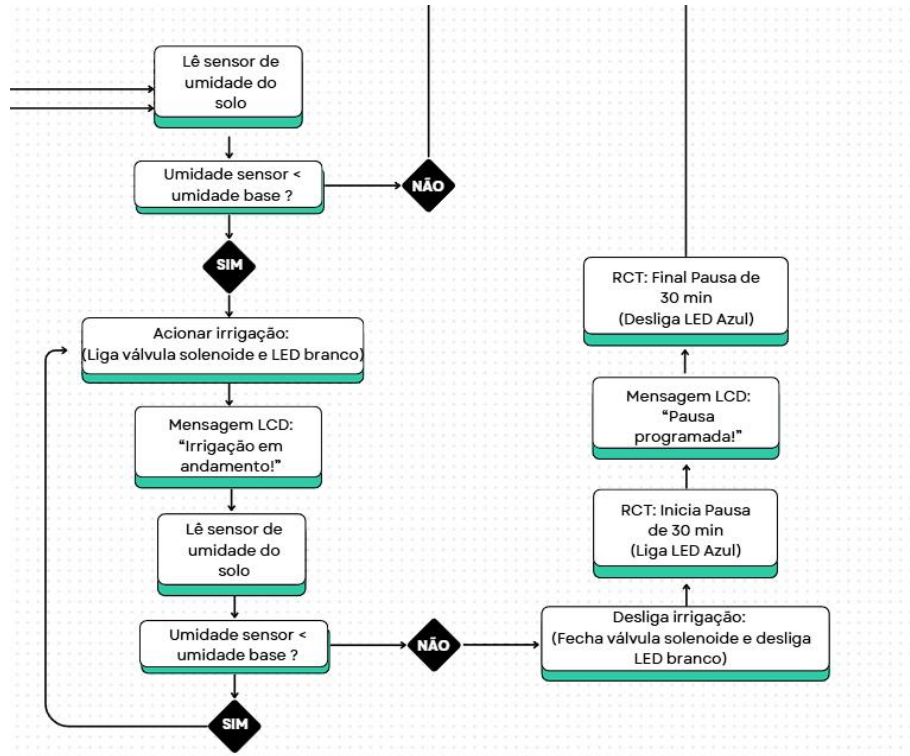 Lê sensor de
umidade do
solo
Umidade sensor <
umidade base ?
NÃO
SIM
Acionar irrigação:
(Liga válvula solenoide e LED branco)
Mensagem LCD:
“Irrigação em
andamento!”
Lê sensor de
umidade do
solo
Umidade sensor <
umidade base ?
SIM
NÃO
Desliga irrigação:
(Fecha válvula solenoide e desliga
LED branco)
RCT: Inicia Pausa
de 30 min
(Liga LED Azul)
Mensagem LCD:
“Pausa
programada!”
RCT: Final Pausa de
30 min
(Desliga LED Azul)